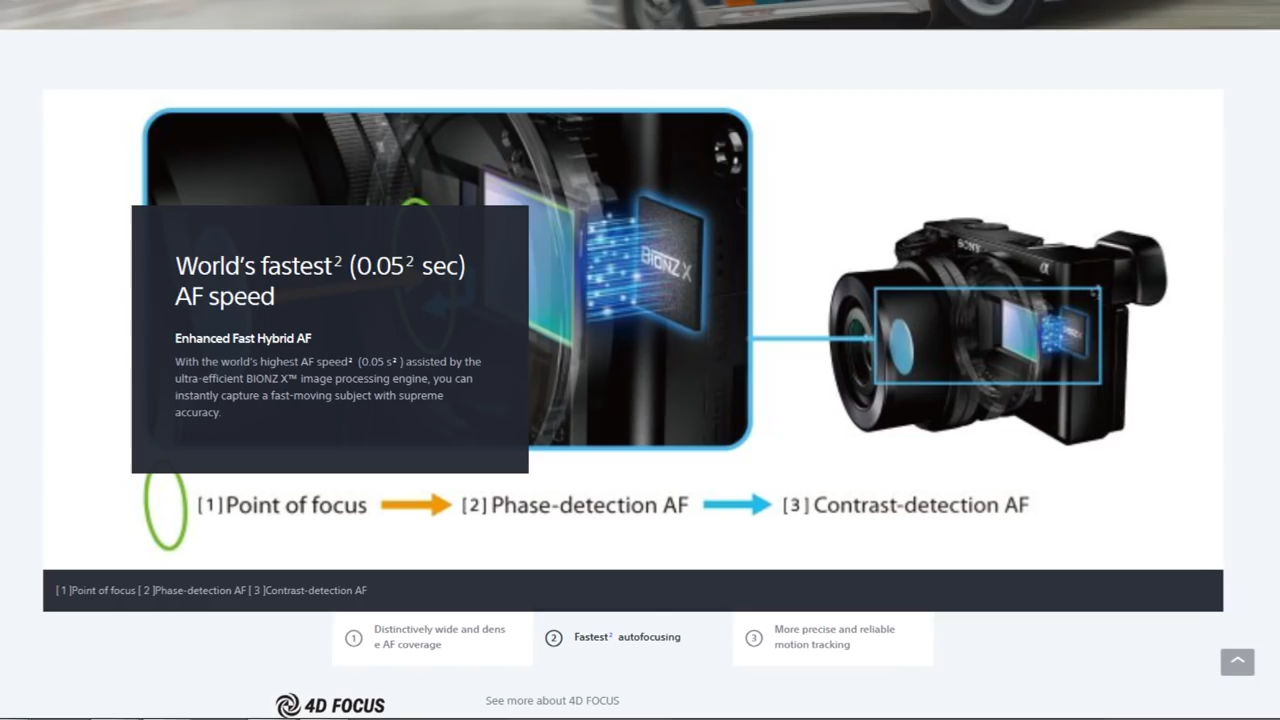 World's fastest² (0.05² sec)
AF speed
Enhanced Fast Hybrid AF
With the world's highest AF speed² (0.05 s² ) assisted by the
ultra-efficient BIONZ X™ image processing engine, you can
instantly capture a fast-moving subject with supreme
accuracy.
BIONZ X
SONY
α
BIONZ X
[1]Point of focus
[2]Phase-detection AF
[3]Contrast-detection AF
[ 1 ]Point of focus [ 2 ]Phase-detection AF [ 3 ]Contrast-detection AF
1 Distinctively wide and dens
e AF coverage
2 Fastest² autofocusing
3 More precise and reliable
motion tracking
4D FOCUS
See more about 4D FOCUS